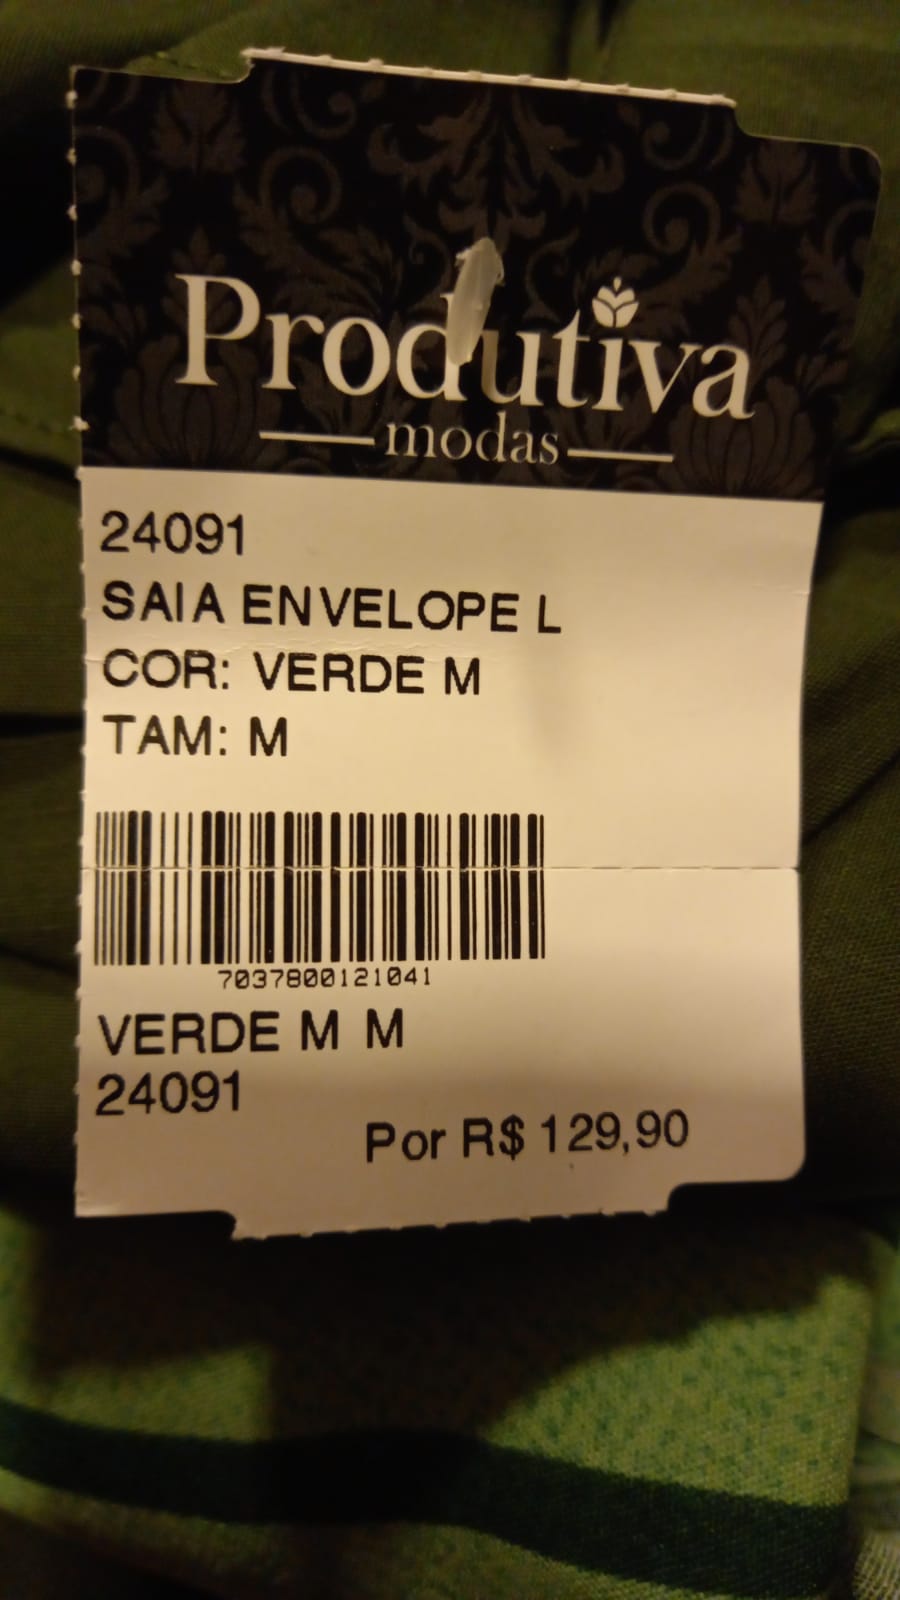 Produtiva
modas
24091
SAIA ENVELOPE L
COR: VERDE M
TAM: M
7037800121041
VERDE M M
24091
Por R$ 129,90